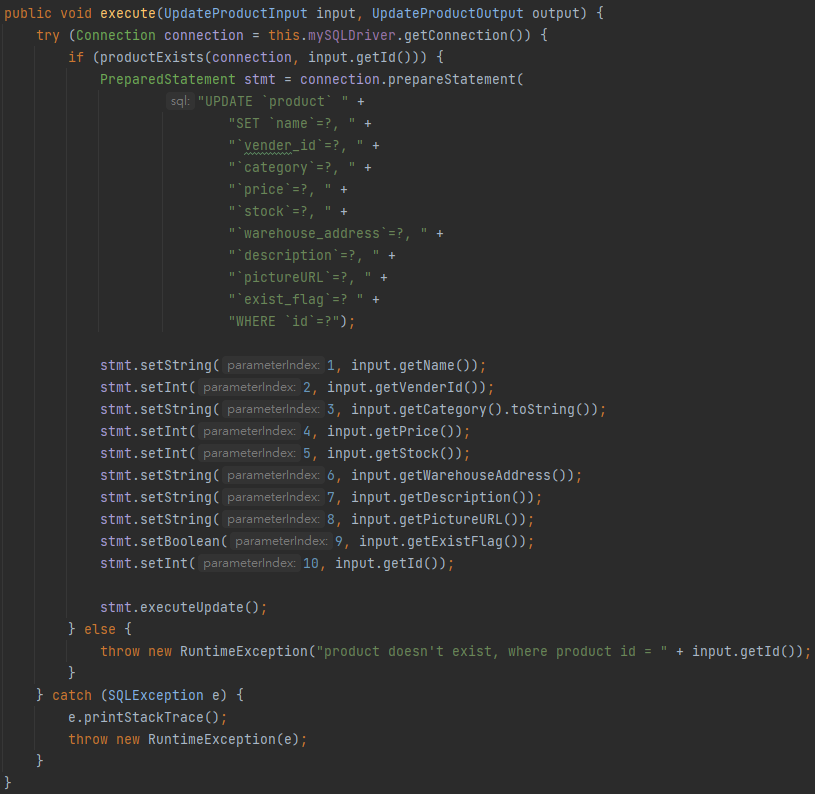 public void execute(UpdateProductInput input, UpdateProductOutput output) {
    try (Connection connection = this.mySQLDriver.getConnection()) {
        if (productExists(connection, input.getId())) {
            PreparedStatement stmt = connection.prepareStatement(
                    sql: "UPDATE `product` " +
                            "SET `name`=?, " +
                            "`vender_id`=?, " +
                            "`category`=?, " +
                            "`price`=?, " +
                            "`stock`=?, " +
                            "`warehouse_address`=?, " +
                            "`description`=?, " +
                            "`pictureURL`=?, " +
                            "`exist_flag`=? " +
                            "WHERE `id`=?");
            stmt.setString( parameterIndex: 1, input.getName());
            stmt.setInt( parameterIndex: 2, input.getVenderId());
            stmt.setString( parameterIndex: 3, input.getCategory().toString());
            stmt.setInt( parameterIndex: 4, input.getPrice());
            stmt.setInt( parameterIndex: 5, input.getStock());
            stmt.setString( parameterIndex: 6, input.getWarehouseAddress());
            stmt.setString( parameterIndex: 7, input.getDescription());
            stmt.setString( parameterIndex: 8, input.getPictureURL());
            stmt.setBoolean( parameterIndex: 9, input.getExistFlag());
            stmt.setInt( parameterIndex: 10, input.getId());
            stmt.executeUpdate();
        } else {
            throw new RuntimeException("product doesn't exist, where product id = " + input.getId());
        }
    } catch (SQLException e) {
        e.printStackTrace();
        throw new RuntimeException(e);
    }
}